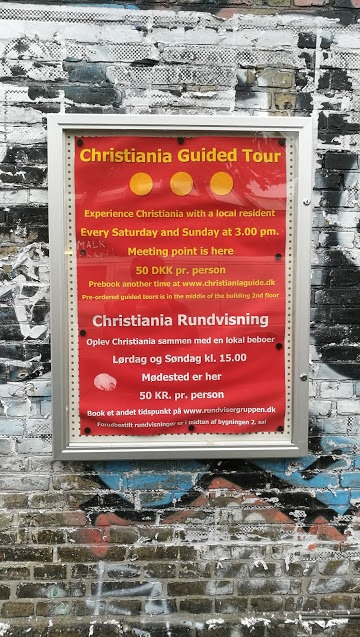 Christiania Guided Tour
Experience Christiania with a local resident
Every Saturday and Sunday at 3.00 pm.
Meeting point is here
50 DKK pr. person
Prebook another time at www.christianiaguide.dk
Pre-ordered guided tours is in the middle of the building 2nd floor
Christiania Rundvisning
Oplev Christiania sammen med en lokal beboer
Lørdag og Søndag kl. 15.00
Mødested er her
50 KR. pr. person
Book et andet tidspunkt på www.rundvisergruppen.dk
Forudbestilt rundvisninger er i midten af bygningen 2. sal